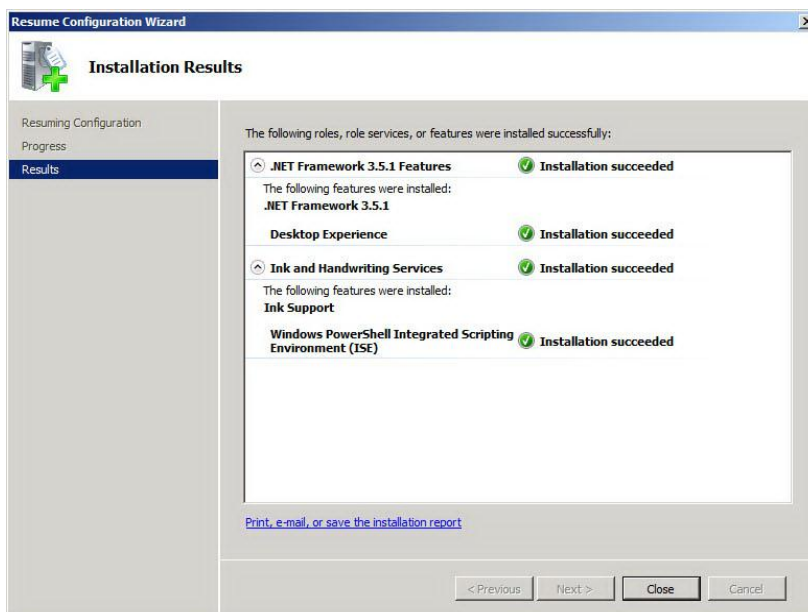 Resume Configuration Wizard
Installation Results
Resuming Configuration
Progress
Results
The following roles, role services, or features were installed successfully:
.NET Framework 3.5.1 Features Installation succeeded
The following features were installed:
.NET Framework 3.5.1
Desktop Experience Installation succeeded
Ink and Handwriting Services Installation succeeded
The following features were installed:
Ink Support
Windows PowerShell Integrated Scripting
Environment (ISE) Installation succeeded
Print, e-mail, or save the installation report
< Previous Next > Close Cancel